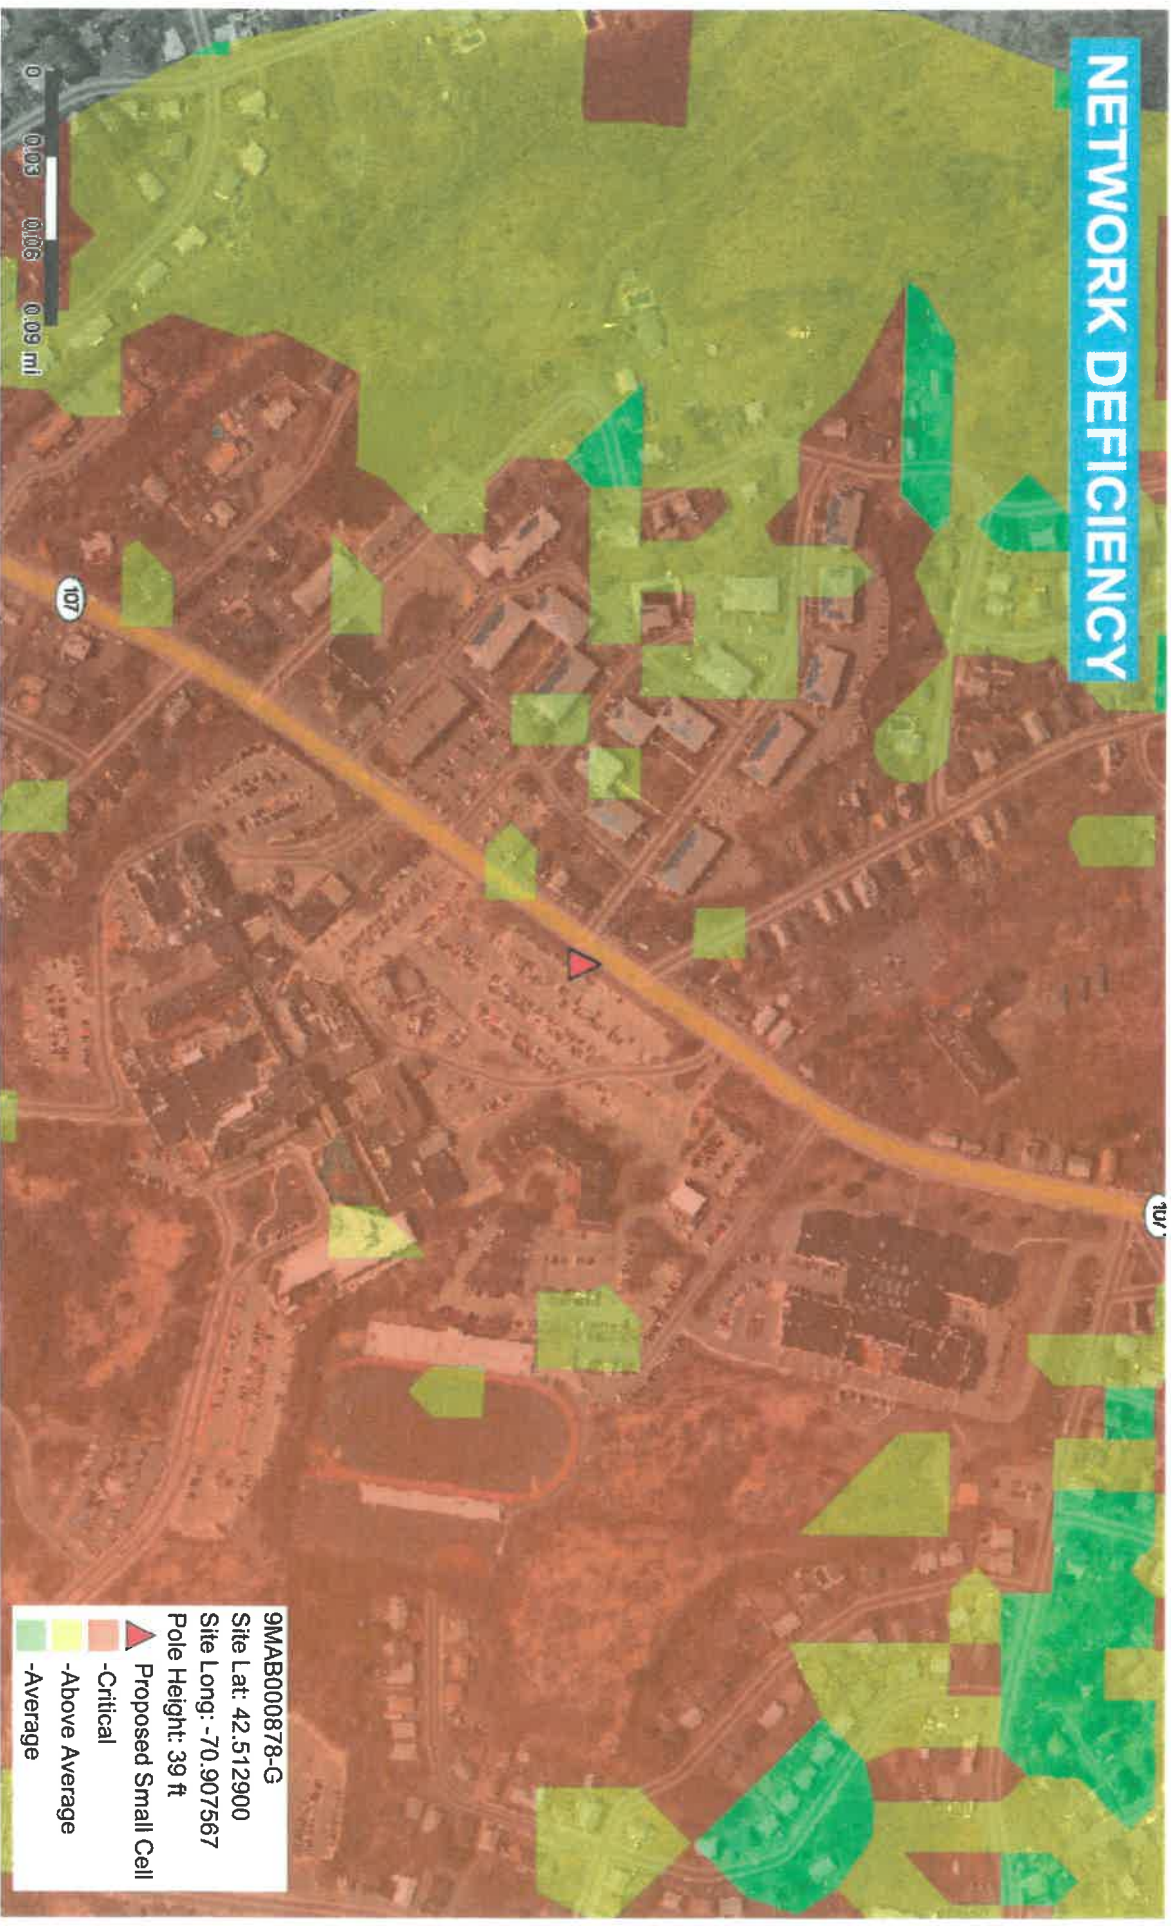 NETWORK DEFICIENCY
107
107
0 0.03 0.06 0.09 mi
9MAB000878-G
Site Lat: 42.512900
Site Long: -70.907567
Pole Height: 39 ft
Proposed Small Cell
-Critical
-Above Average
-Average